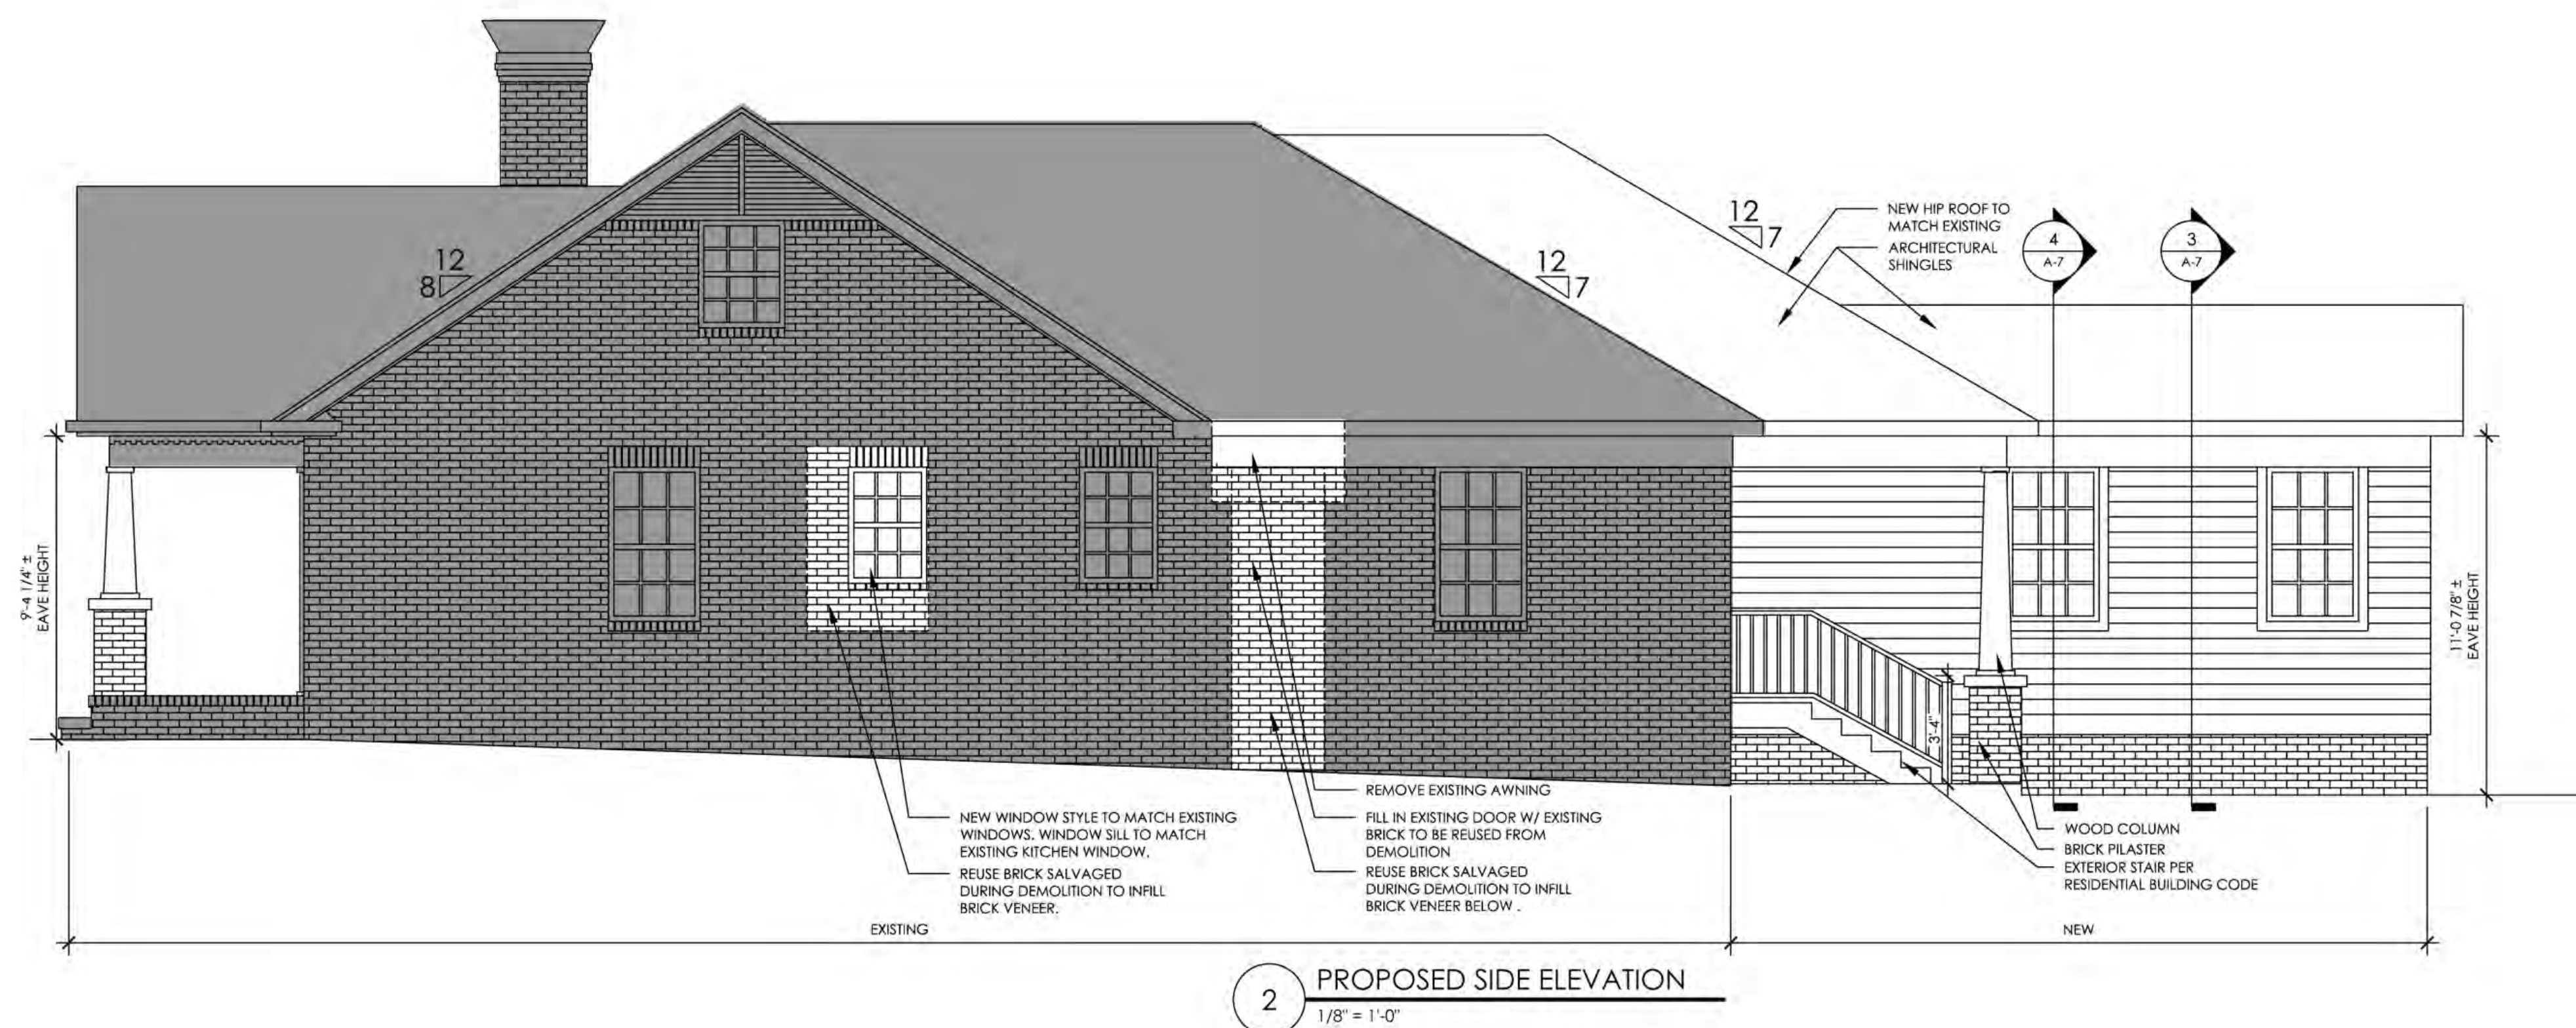 12
8
12
7
12
7
NEW HIP ROOF TO
MATCH EXISTING
ARCHITECTURAL
SHINGLES
4
A-7
3
A-7
9'-4 1/4" ±
EAVE HEIGHT
11'-0 7/8" ±
EAVE HEIGHT
3'-4"
NEW WINDOW STYLE TO MATCH EXISTING
WINDOWS. WINDOW SILL TO MATCH
EXISTING KITCHEN WINDOW.
REUSE BRICK SALVAGED
DURING DEMOLITION TO INFILL
BRICK VENEER.
REMOVE EXISTING AWNING
FILL IN EXISTING DOOR W/ EXISTING
BRICK TO BE REUSED FROM
DEMOLITION
REUSE BRICK SALVAGED
DURING DEMOLITION TO INFILL
BRICK VENEER BELOW .
WOOD COLUMN
BRICK PILASTER
EXTERIOR STAIR PER
RESIDENTIAL BUILDING CODE
EXISTING
NEW
2
PROPOSED SIDE ELEVATION
1/8" = 1'-0"